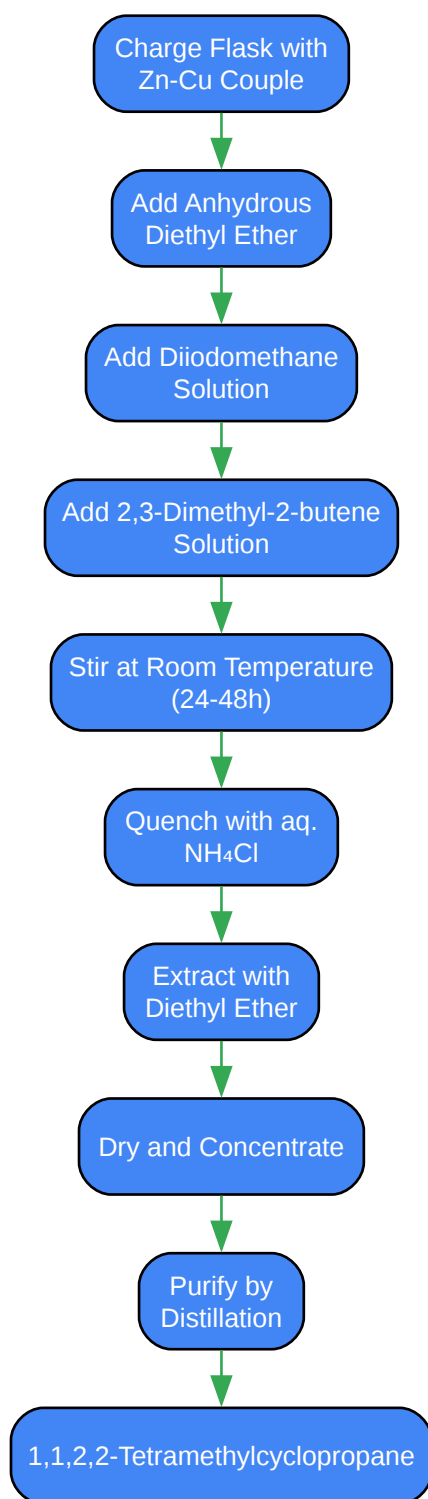 Charge Flask with
Zn-Cu Couple
Add Anhydrous
Diethyl Ether
Add Diiodomethane
Solution
Add 2,3-Dimethyl-2-butene
Solution
Stir at Room Temperature
(24-48h)
Quench with aq.
NH₄Cl
Extract with
Diethyl Ether
Dry and Concentrate
Purify by
Distillation
1,1,2,2-Tetramethylcyclopropane